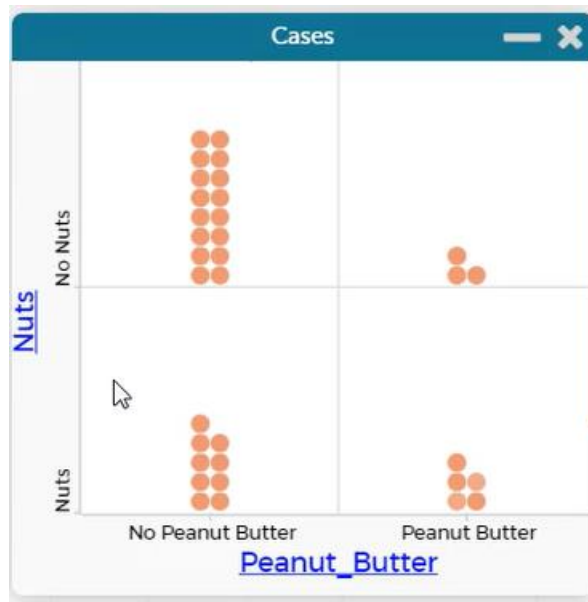 Cases
No Nuts
Nuts
Nuts
No Peanut Butter
Peanut Butter
Peanut_Butter